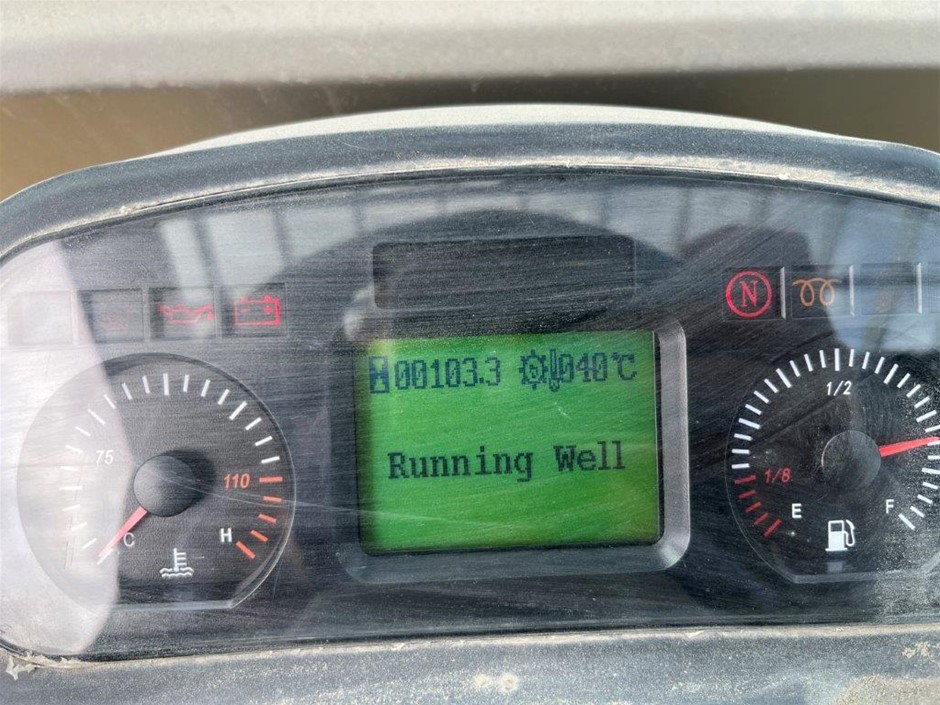 N
00103.3 040℃
Running Well
75
110
C
H
1/2
1/8
E
F